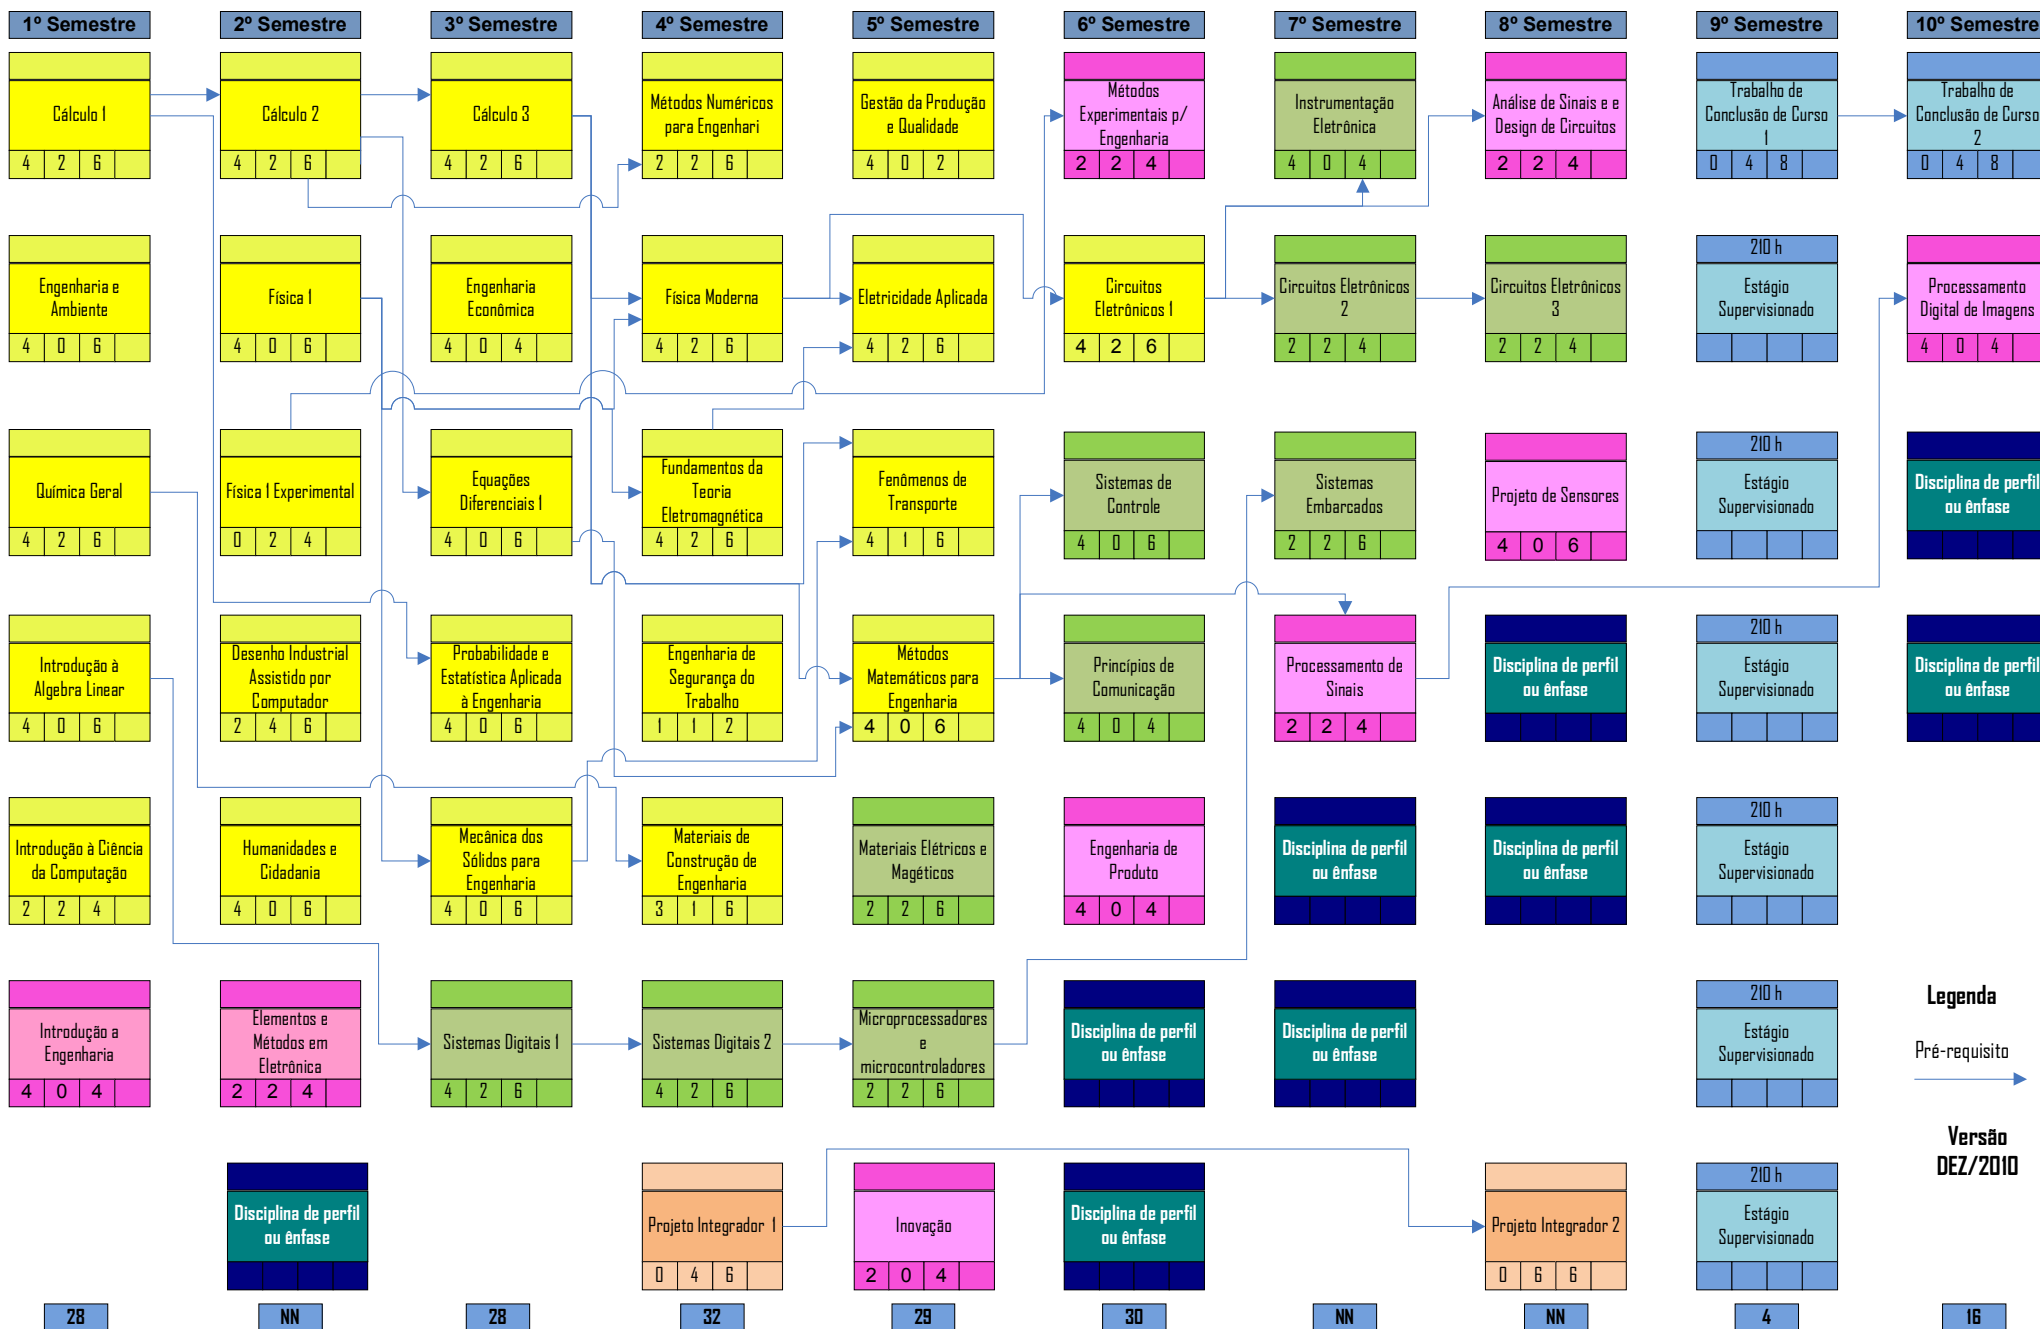 1º Semestre
2º Semestre
3º Semestre
4º Semestre
5º Semestre
6º Semestre
7º Semestre
8º Semestre
9º Semestre
10º Semestre
Cálculo 1
4 2 6
Cálculo 2
4 2 6
Cálculo 3
4 2 6
Métodos Numéricos
para Engenhari
2 2 6
Gestão da Produção
e Qualidade
4 0 2
Métodos
Experimentais p/
Engenharia
2 2 4
Instrumentação
Eletrônica
4 0 4
Análise de Sinais e e
Design de Circuitos
2 2 4
Trabalho de
Conclusão de Curso
1
0 4 8
Trabalho de
Conclusão de Curso
2
0 4 8
Engenharia e
Ambiente
4 0 6
Física 1
4 0 6
Engenharia
Econômica
4 0 4
Física Moderna
4 2 6
Eletricidade Aplicada
4 2 6
Circuitos
Eletrônicos 1
4 2 6
Circuitos Eletrônicos
2
2 2 4
Circuitos Eletrônicos
3
2 2 4
210 h
Estágio
Supervisionado
Processamento
Digital de Imagens
4 0 4
Química Geral
4 2 6
Física 1 Experimental
0 2 4
Equações
Diferenciais 1
4 0 6
Fundamentos da
Teoria
Eletromagnética
4 2 6
Fenômenos de
Transporte
4 1 6
Sistemas de
Controle
4 0 6
Sistemas
Embarcados
2 2 6
Projeto de Sensores
4 0 6
210 h
Estágio
Supervisionado
Disciplina de perfil
ou ênfase
Introdução à
Algebra Linear
4 0 6
Desenho Industrial
Assistido por
Computador
2 4 6
Probabilidade e
Estatística Aplicada
à Engenharia
4 0 6
Engenharia de
Segurança do
Trabalho
1 1 2
Métodos
Matemáticos para
Engenharia
4 0 6
Princípios de
Comunicação
4 0 4
Processamento de
Sinais
2 2 4
Disciplina de perfil
ou ênfase
210 h
Estágio
Supervisionado
Disciplina de perfil
ou ênfase
Introdução à Ciência
da Computação
2 2 4
Humanidades e
Cidadania
4 0 6
Mecânica dos
Sólidos para
Engenharia
4 0 6
Materiais de
Construção de
Engenharia
3 1 6
Materiais Elétricos e
Magéticos
2 2 6
Engenharia de
Produto
4 0 4
Disciplina de perfil
ou ênfase
Disciplina de perfil
ou ênfase
210 h
Estágio
Supervisionado
Introdução a
Engenharia
4 0 4
Elementos e
Métodos em
Eletrônica
2 2 4
Sistemas Digitais 1
4 2 6
Sistemas Digitais 2
4 2 6
Microprocessadores
e
microcontroladores
2 2 6
Disciplina de perfil
ou ênfase
Disciplina de perfil
ou ênfase
210 h
Estágio
Supervisionado
Legenda
Pré-requisito
Versão
DEZ/2010
Disciplina de perfil
ou ênfase
Projeto Integrador 1
0 4 6
Inovação
2 0 4
Disciplina de perfil
ou ênfase
Projeto Integrador 2
0 6 6
210 h
Estágio
Supervisionado
28
NN
28
32
29
30
NN
NN
4
16